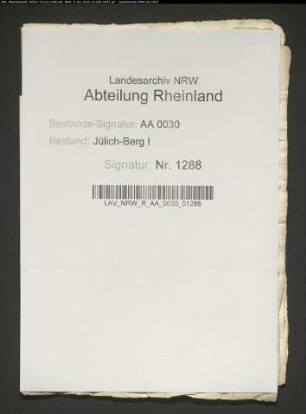 Landesarchiv NRW
Abteilung Rheinland
Bestands-Signatur: AA 0030
Bestand: Jülich-Berg I
Signatur: Nr. 1288
LAV_NRW_R_AA_0030_01288